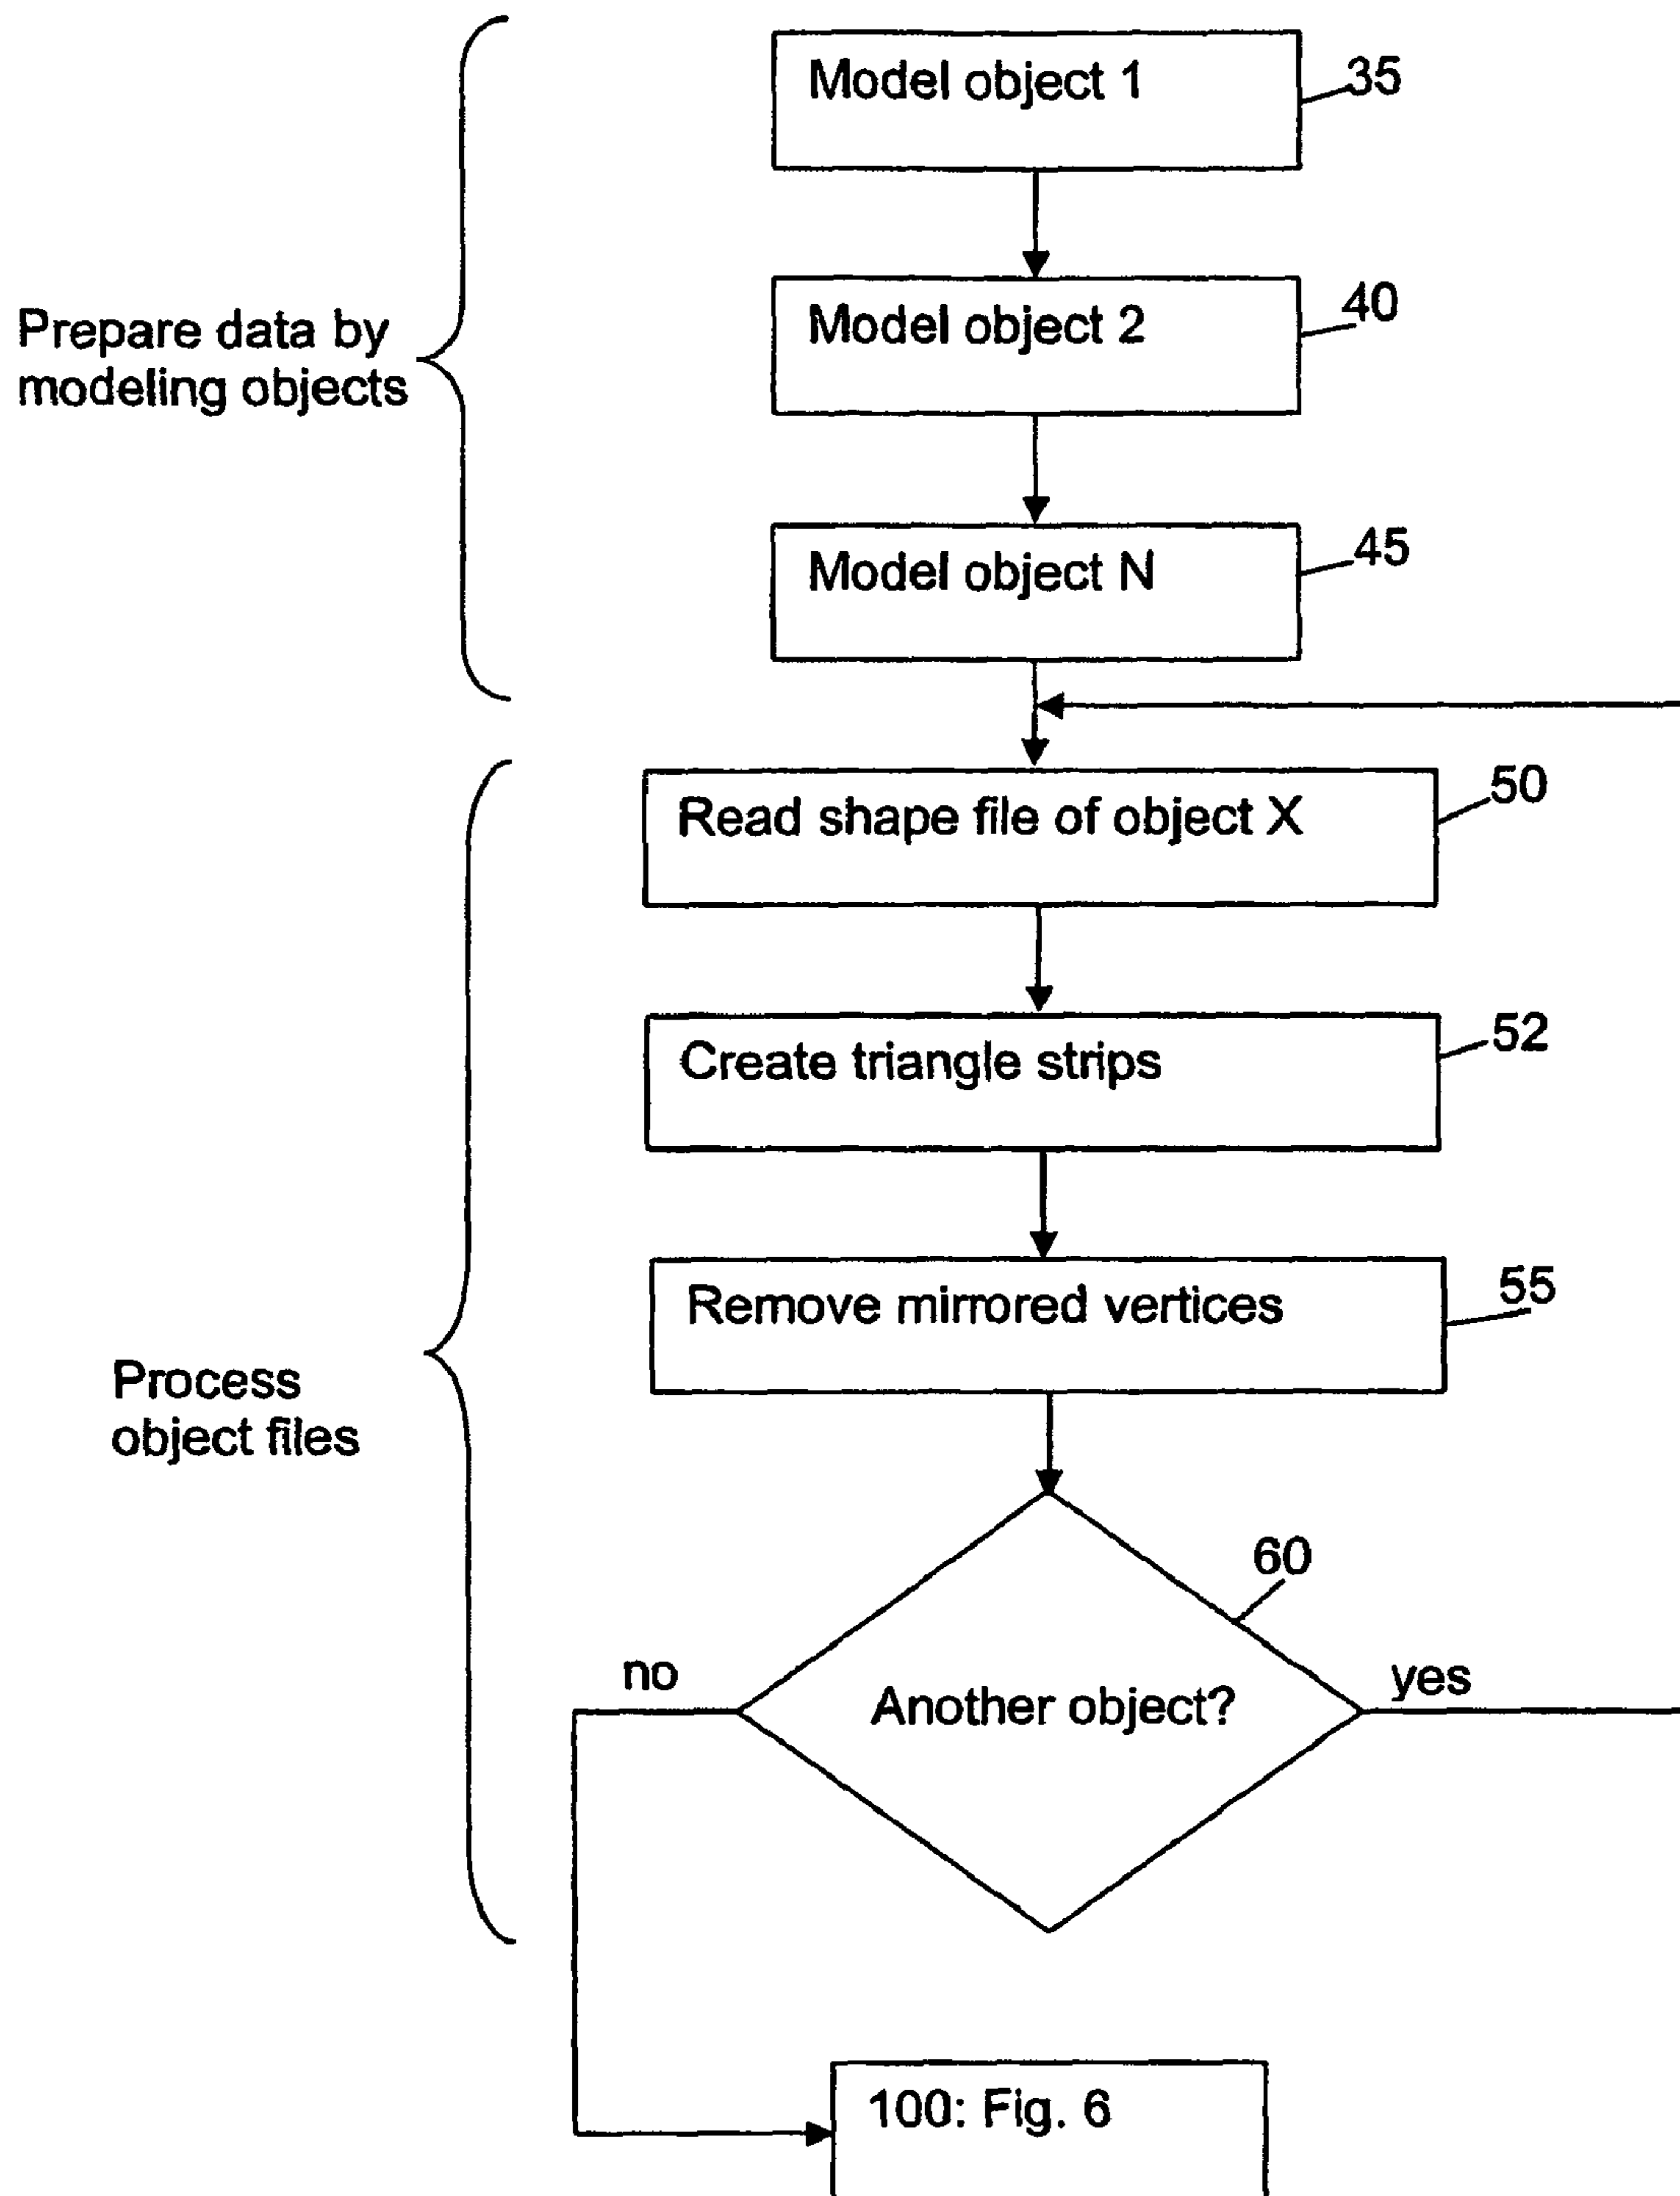 Model object 1
35
Model object 2
40
Prepare data by
modeling objects
Model object N
45
Read shape file of object X
50
Create triangle strips
52
Remove mirrored vertices
55
Process
object files
60
no
Another object?
yes
100: Fig. 6